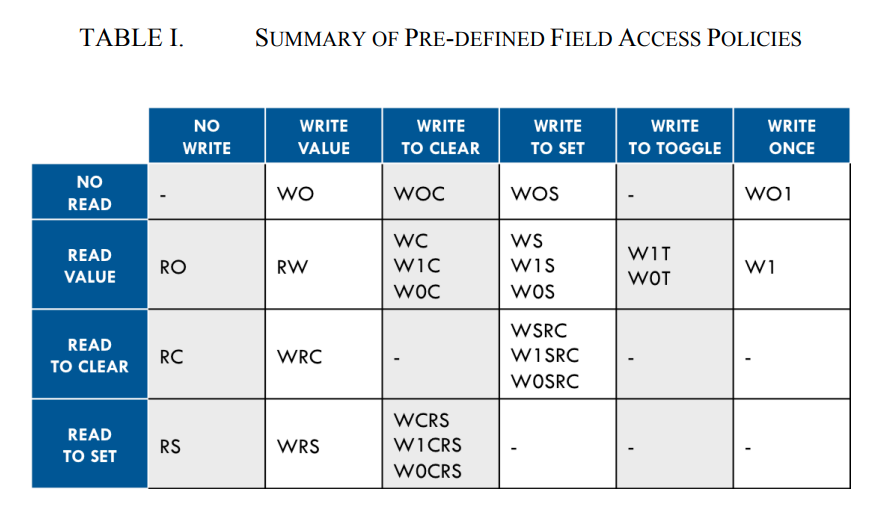 TABLE I. SUMMARY OF PRE-DEFINED FIELD ACCESS POLICIES
NO WRITE WRITE VALUE WRITE TO CLEAR WRITE TO SET WRITE TO TOGGLE WRITE ONCE
NO READ - WO WOC WOS - WO1
READ VALUE RO RW WC W1C W0C WS W1S W0S W1T W0T W1
READ TO CLEAR RC WRC - WSRC W1SRC W0SRC - -
READ TO SET RS WRS WCRS W1CRS W0CRS - - -